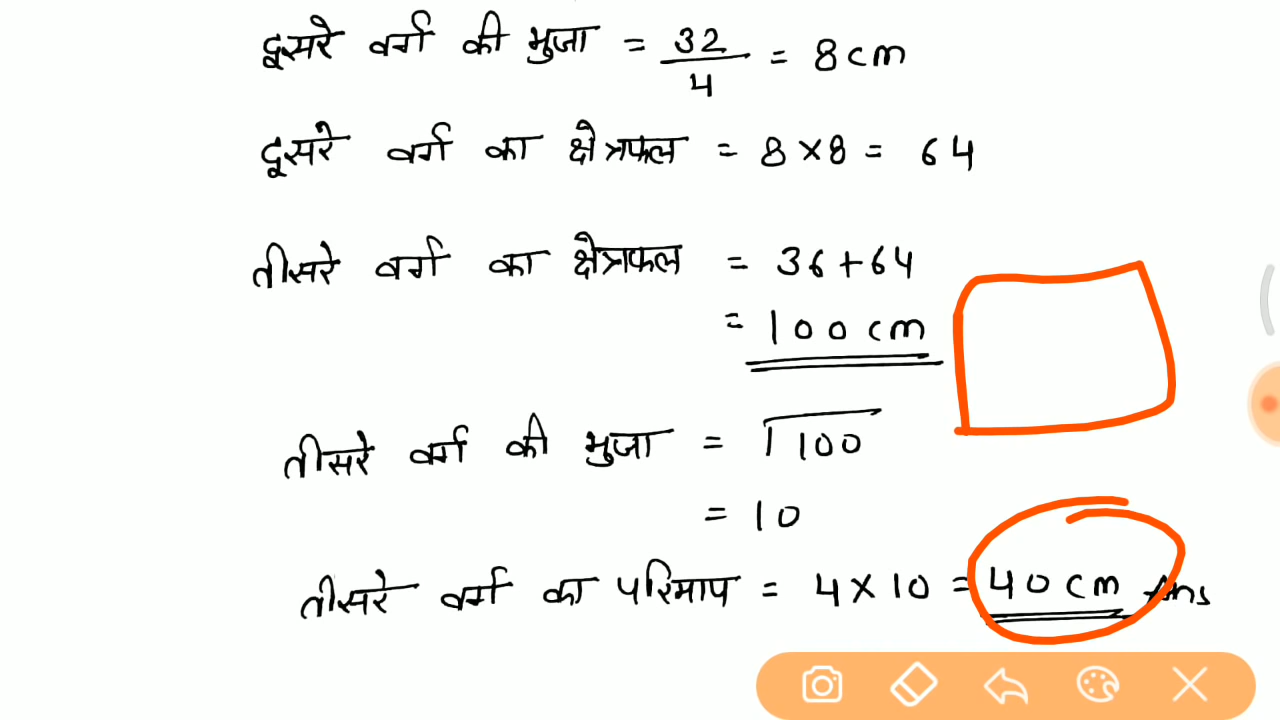 दूसरे वर्ग की भुजा = 32/4 = 8 cm
दूसरे वर्ग का क्षेत्रफल = 8 × 8 = 64
तीसरे वर्ग का क्षेत्रफल = 36 + 64
= 100 cm
तीसरे वर्ग की भुजा = √100
= 10
तीसरे वर्ग का परिमाप = 4 × 10 = 40 cm Ans